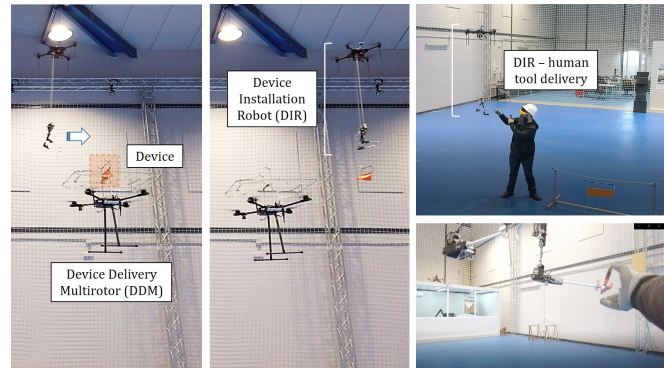 Device
Device Delivery
Multirotor (DDM)
Device
Installation
Robot (DIR)
DIR – human
tool delivery